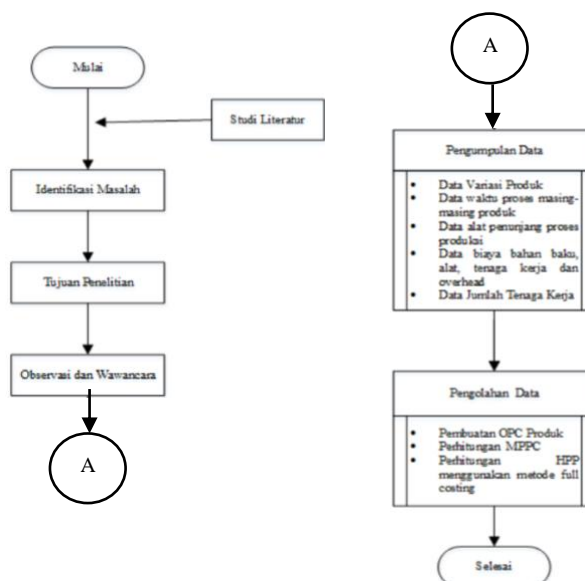 Mulai
Studi Literatur
Identifikasi Masalah
Tujuan Penelitian
Observasi dan Wawancara
A
A
Pengumpulan Data
• Data Variasi Produk
• Data waktu proses masing-
masing produk
• Data alat penunjang proses
produksi
• Data biaya bahan baku,
alat, tenaga kerja dan
overhead
• Data Jumlah Tenaga Kerja
Pengolahan Data
• Pembuatan OPC Produk
• Perhitungan MPPC
• Perhitungan HPP
menggunakan metode full
costing
Selesai